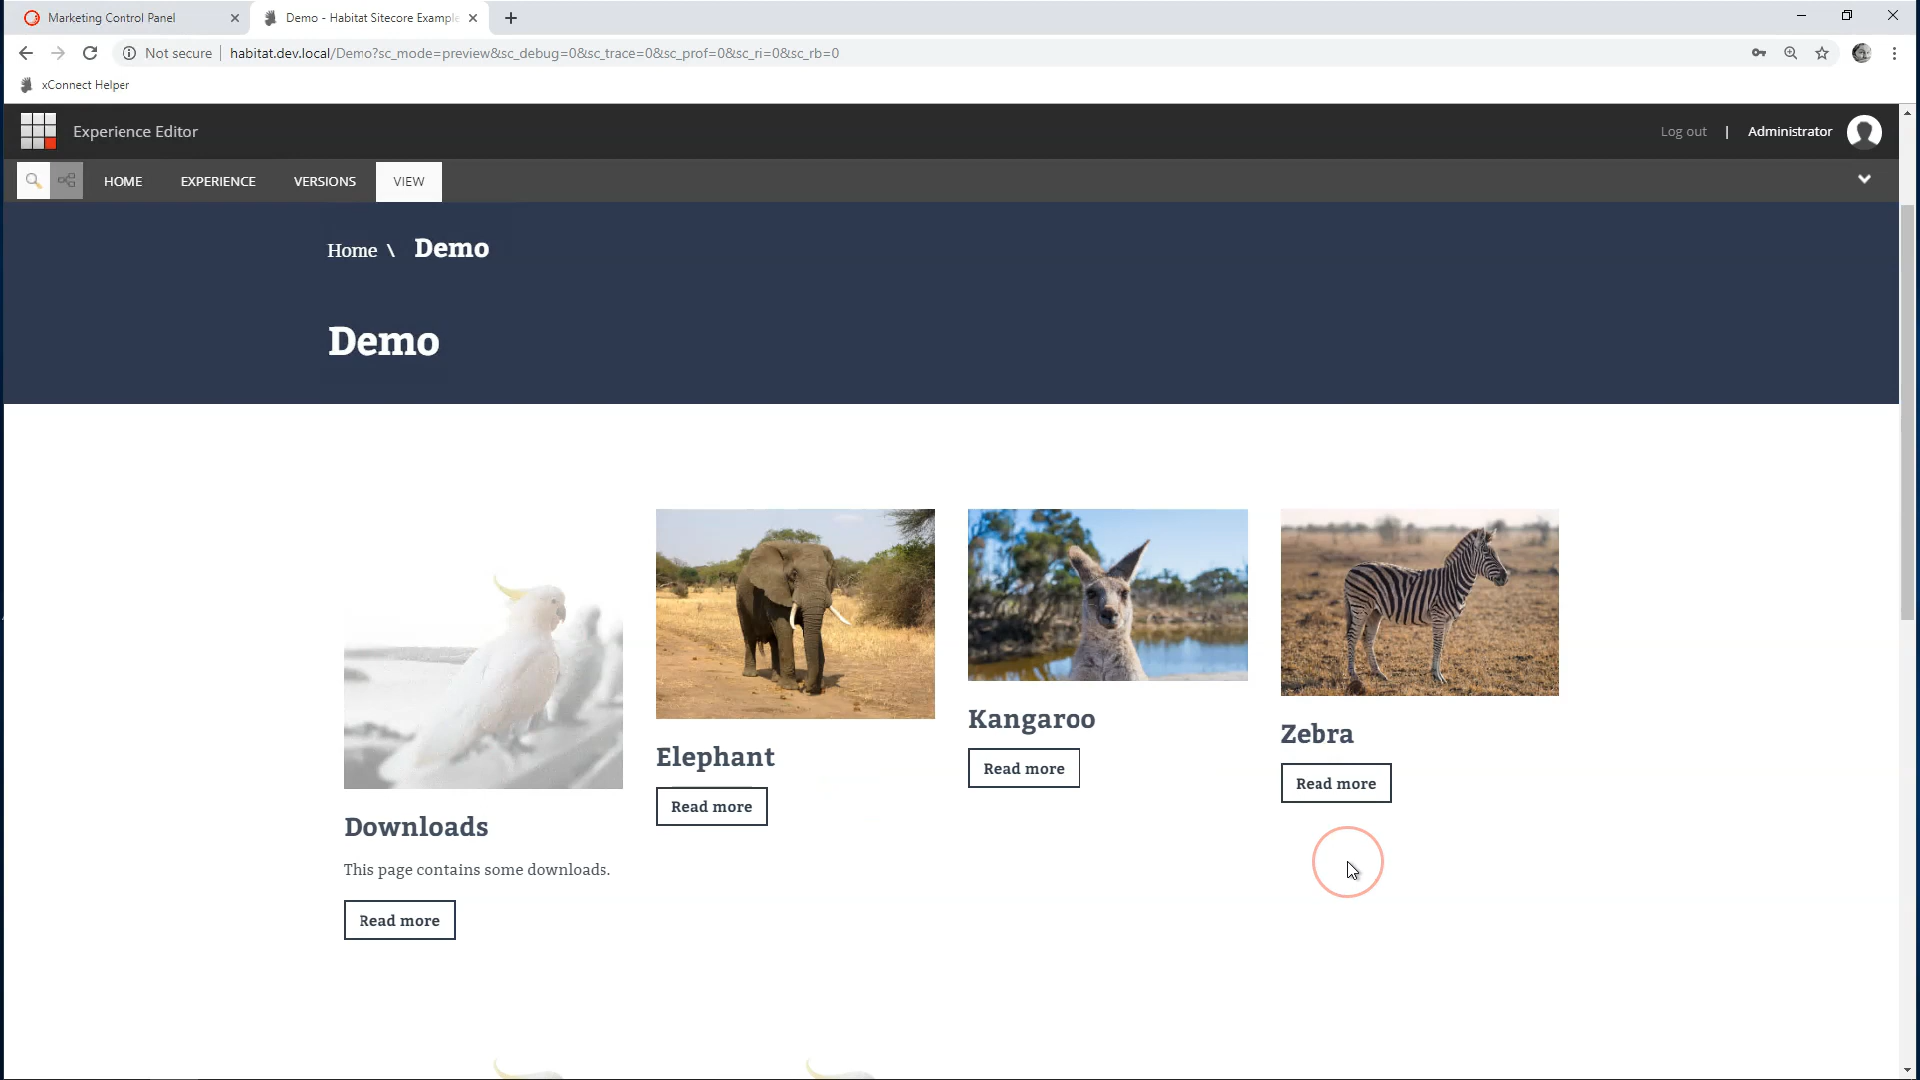 Marketing Control Panel
Demo - Habitat Sitecore Example
Not secure
habitat.dev.local/Demo?sc_mode=preview&sc_debug=0&sc_trace=0&sc_prof=0&sc_ri=0&sc_rb=0
xConnect Helper
Experience Editor
Log out | Administrator
HOME EXPERIENCE VERSIONS VIEW
Home \ Demo
Demo
Downloads
This page contains some downloads.
Read more
Elephant
Read more
Kangaroo
Read more
Zebra
Read more